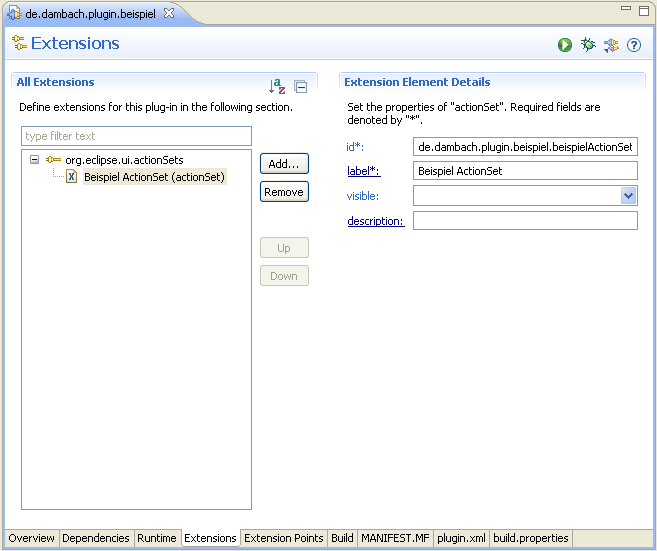 de.dambach.plugin.beispiel
Extensions
All Extensions
Define extensions for this plug-in in the following section.
type filter text
org.eclipse.ui.actionSets
Beispiel ActionSet (actionSet)
Add...
Remove
Up
Down
Extension Element Details
Set the properties of "actionSet". Required fields are
denoted by "*".
id*: de.dambach.plugin.beispiel.beispielActionSet
label*: Beispiel ActionSet
visible:
description:
Overview Dependencies Runtime Extensions Extension Points Build MANIFEST.MF plugin.xml build.properties